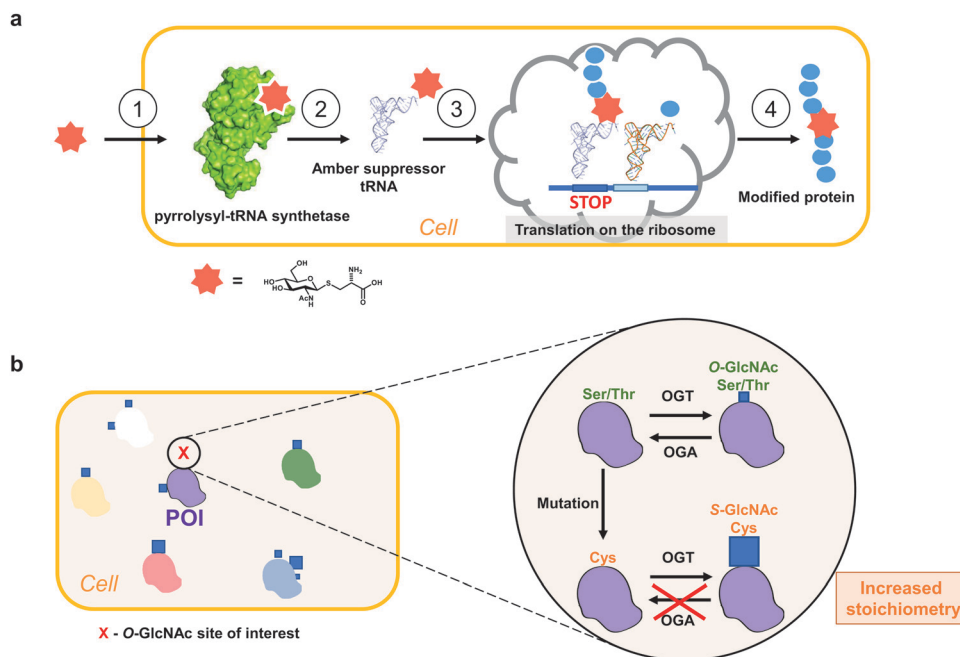 a
1
2
3
4
Amber suppressor
tRNA
pyrrolysyl-tRNA synthetase
STOP
Modified protein
Cell
Translation on the ribosome
=
HO
OH
O
HO
AcNH
S
NH₂
OH
O
b
O-GlcNAc
Ser/Thr
Ser/Thr
OGT
OGA
X
POI
Mutation
S-GlcNAc
Cys
Cys
OGT
OGA
Cell
Increased
stoichiometry
X - O-GlcNAc site of interest